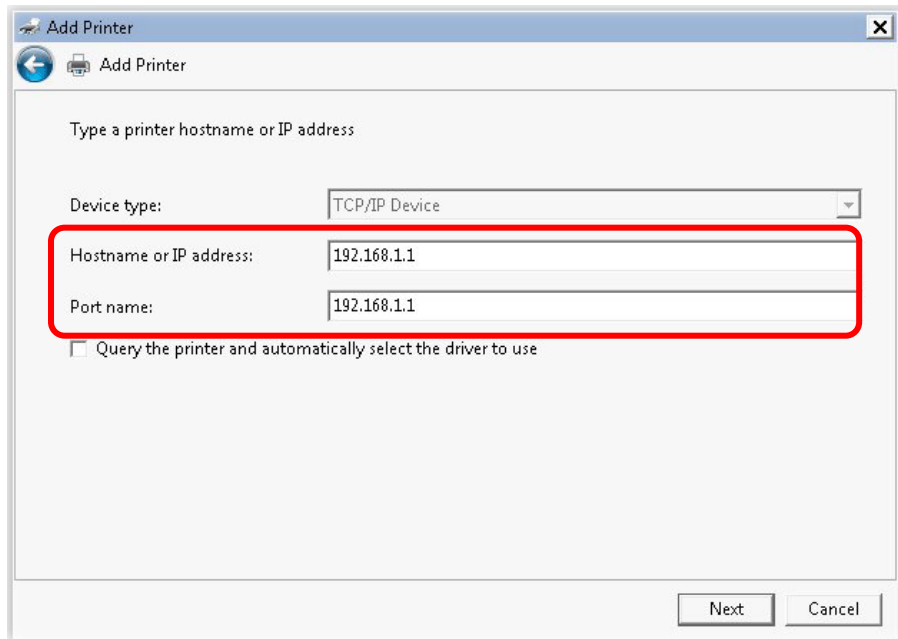 Add Printer
Add Printer
Type a printer hostname or IP address
Device type: TCP/IP Device
Hostname or IP address: 192.168.1.1
Port name: 192.168.1.1
Query the printer and automatically select the driver to use
Next Cancel